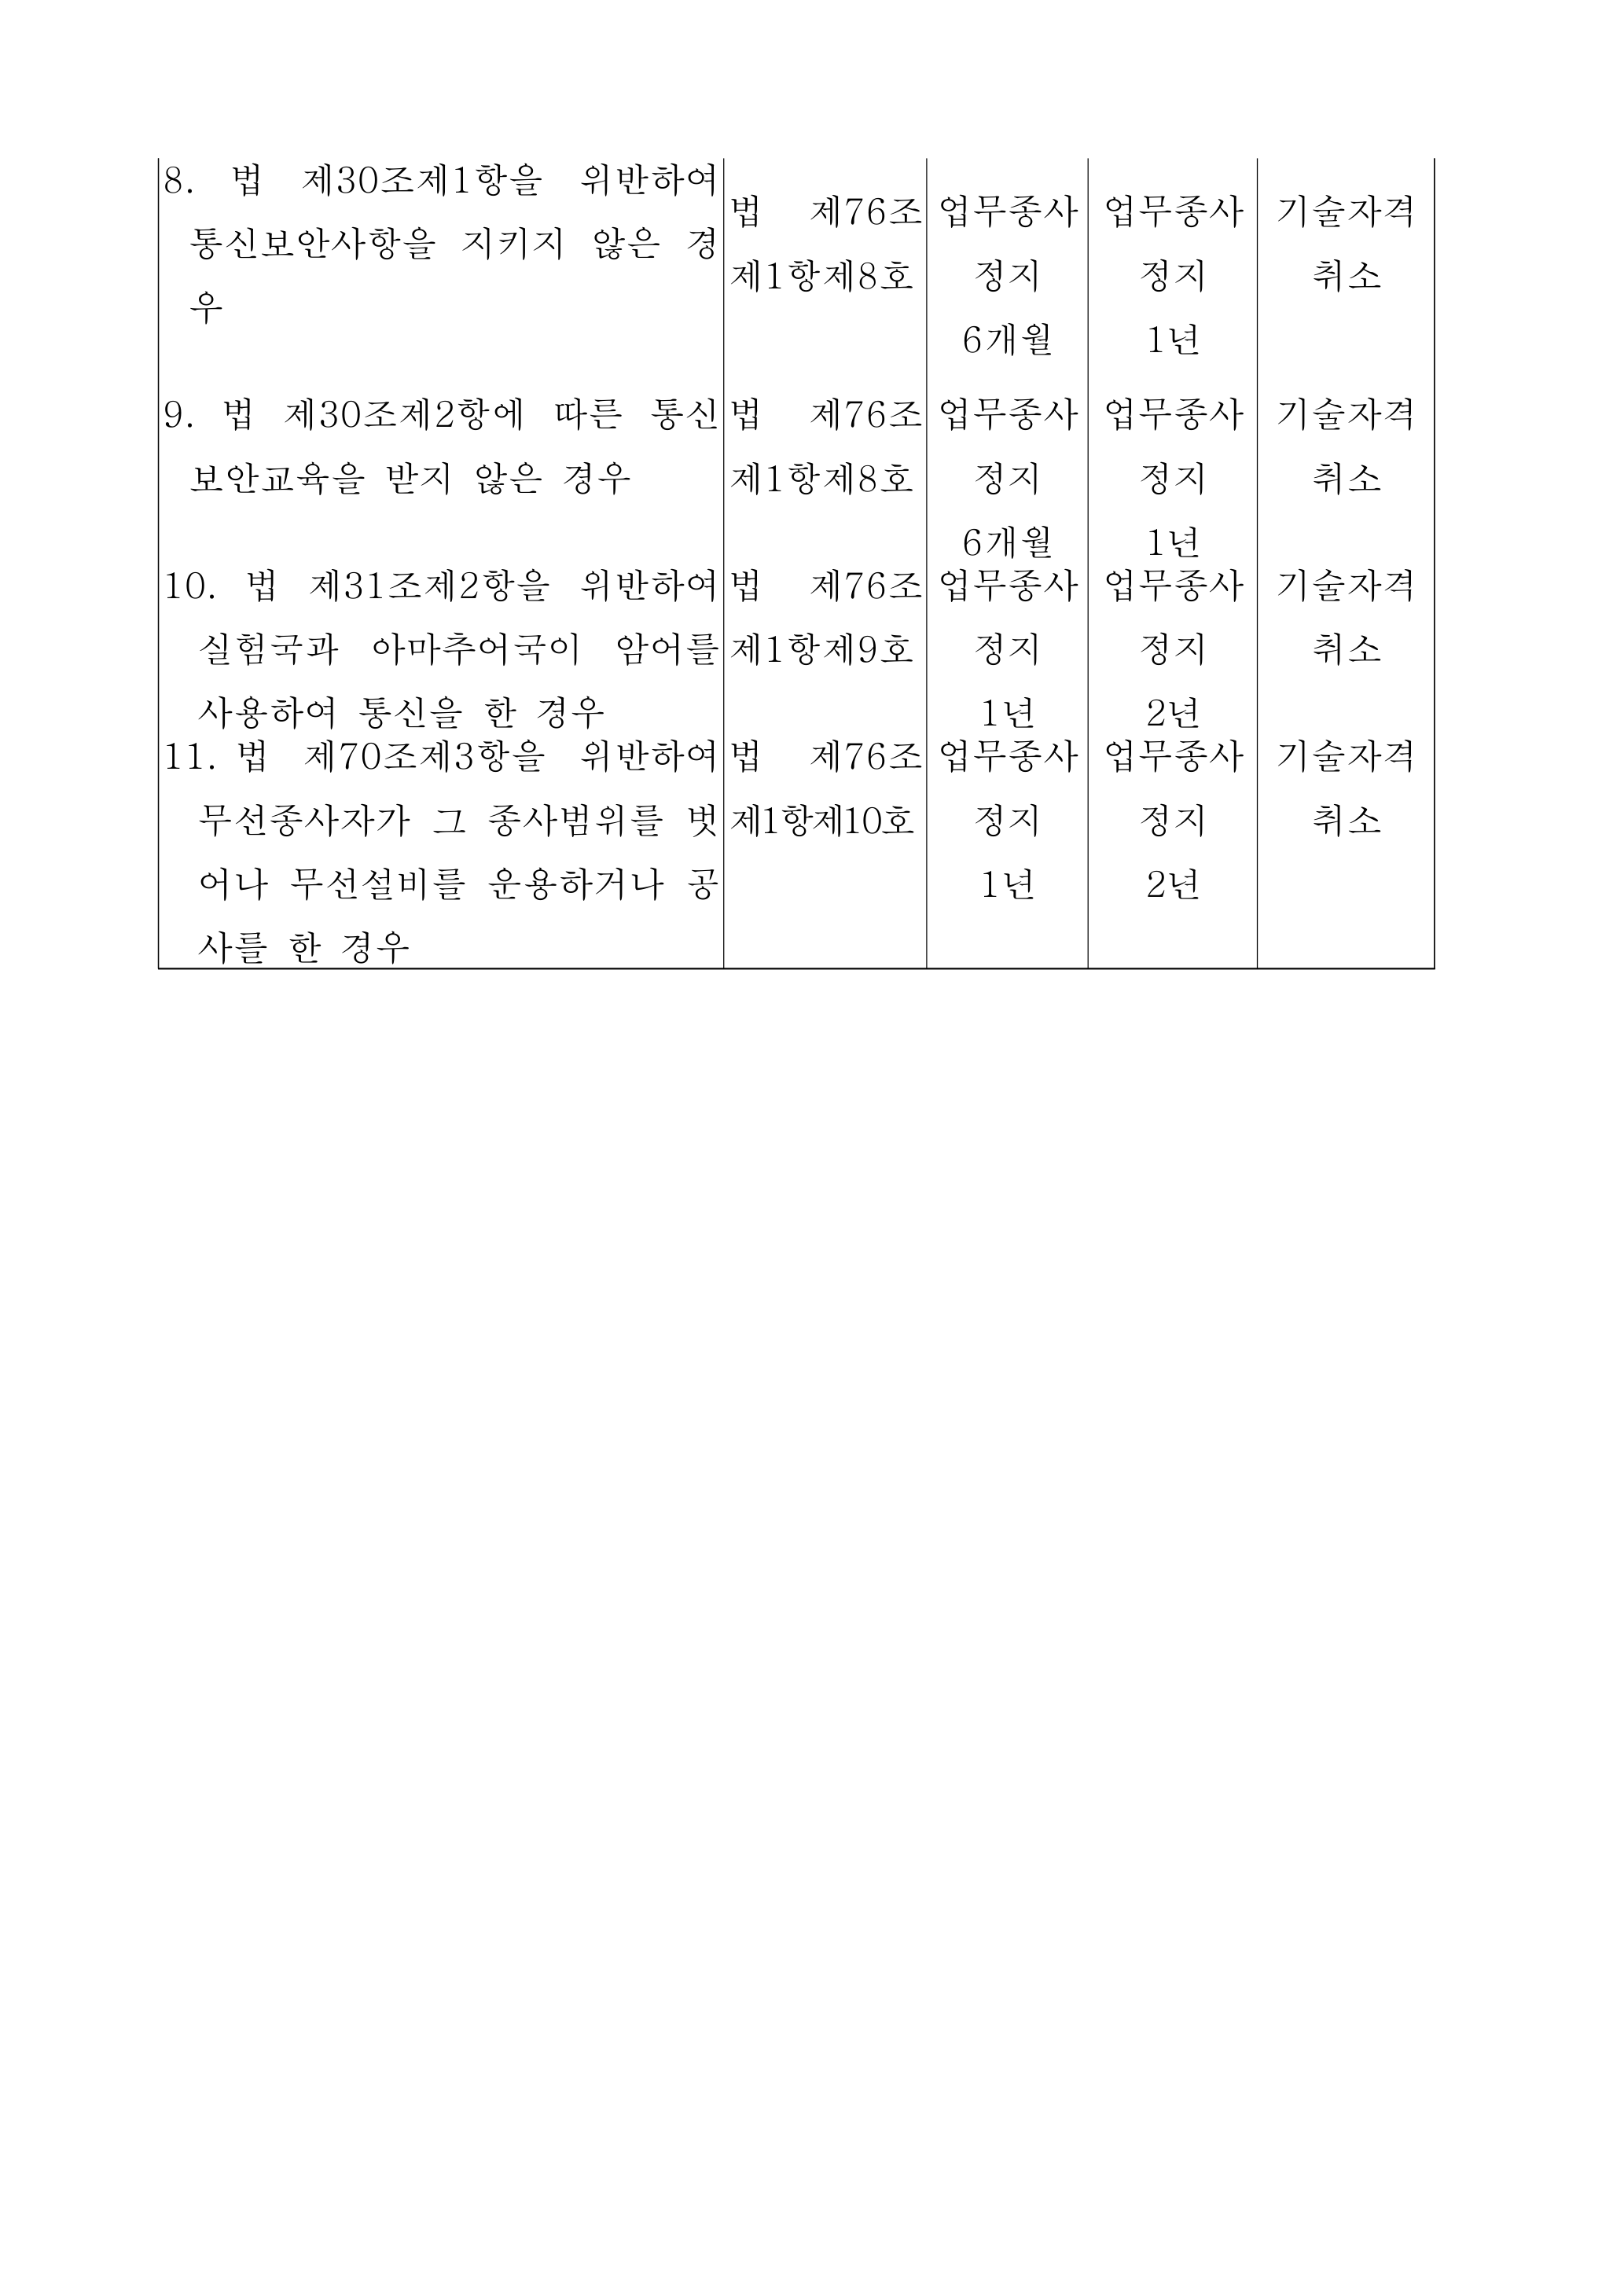 8. 법 제30조제1항을 위반하여
통신보안사항을 지키지 않은 경
우
법 제76조
제1항제8호
업무종사
정지
6개월
업무종사
정지
1년
기술자격
취소
9. 법 제30조제2항에 따른 통신
보안교육을 받지 않은 경우
법 제76조
제1항제8호
업무종사
정지
6개월
업무종사
정지
1년
기술자격
취소
10. 법 제31조제2항을 위반하여
실험국과 아마추어국이 암어를
사용하여 통신을 한 경우
법 제76조
제1항제9호
업무종사
정지
1년
업무종사
정지
2년
기술자격
취소
11. 법 제70조제3항을 위반하여
무선종사자가 그 종사범위를 벗
어나 무선설비를 운용하거나 공
사를 한 경우
법 제76조
제1항제10호
업무종사
정지
1년
업무종사
정지
2년
기술자격
취소